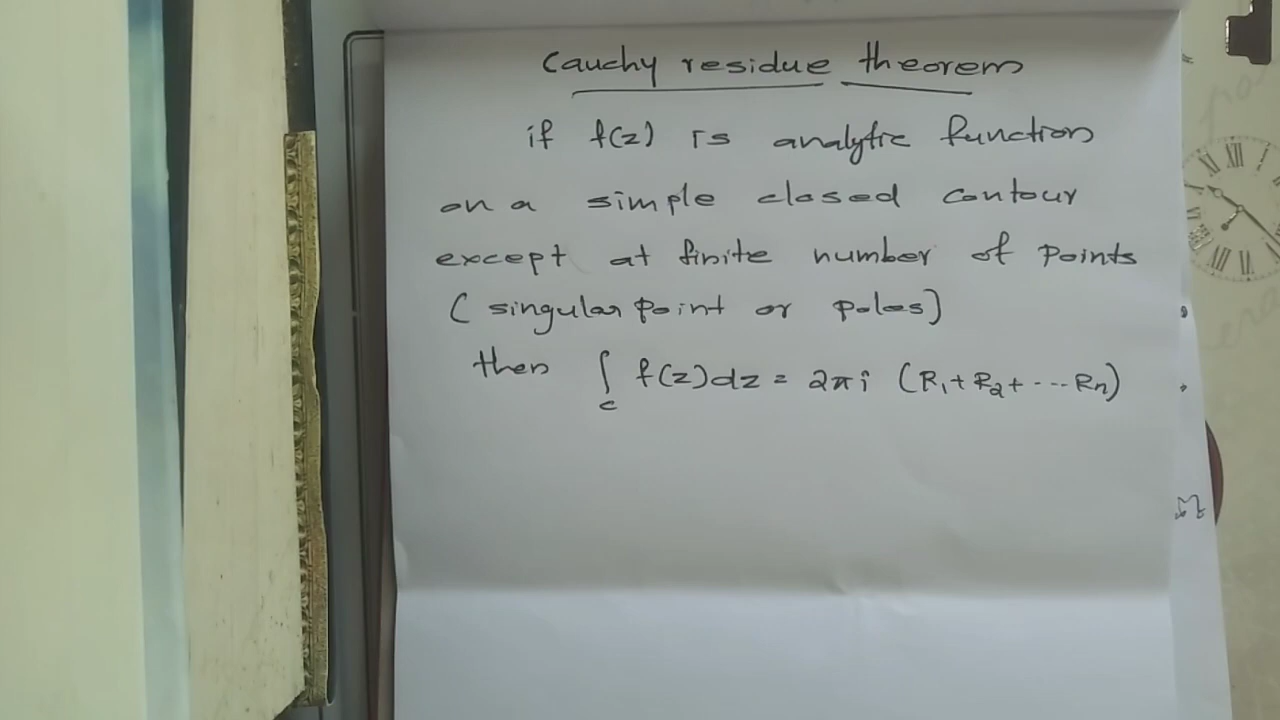 Cauchy residue theorem
if f(z) is analytic function
on a simple closed contour
except at finite number of points
( singular point or poles)
then ∫c f(z)dz = 2πi (R1+R2+---Rn)
XII